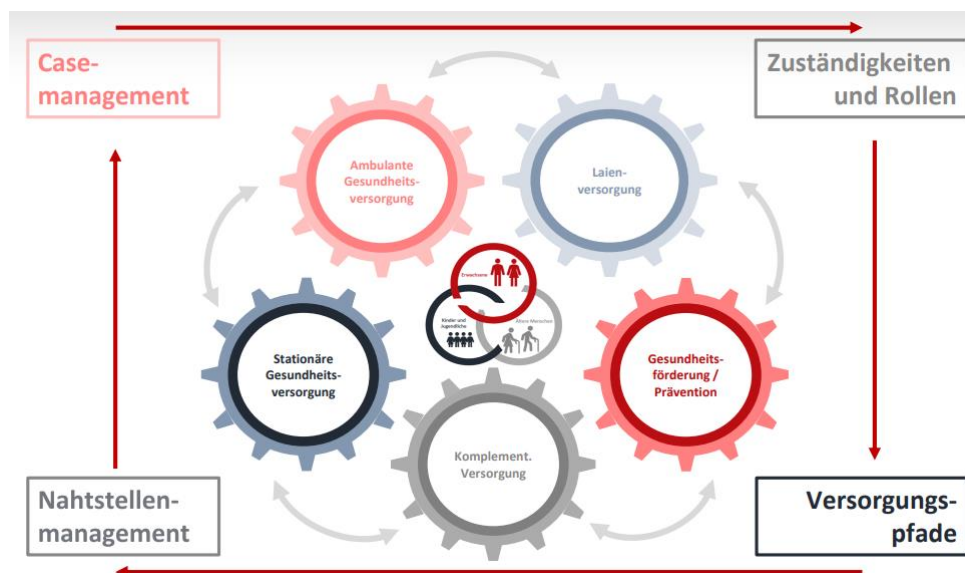 Case-
management
Zuständigkeiten
und Rollen
Ambulante
Gesundheits-
versorgung
Laien-
versorgung
Erwachsene
Kinder und
Jugendliche
Ältere Menschen
Stationäre
Gesundheits-
versorgung
Gesundheits-
förderung /
Prävention
Komplement.
Versorgung
Nahtstellen-
management
Versorgungs-
pfade